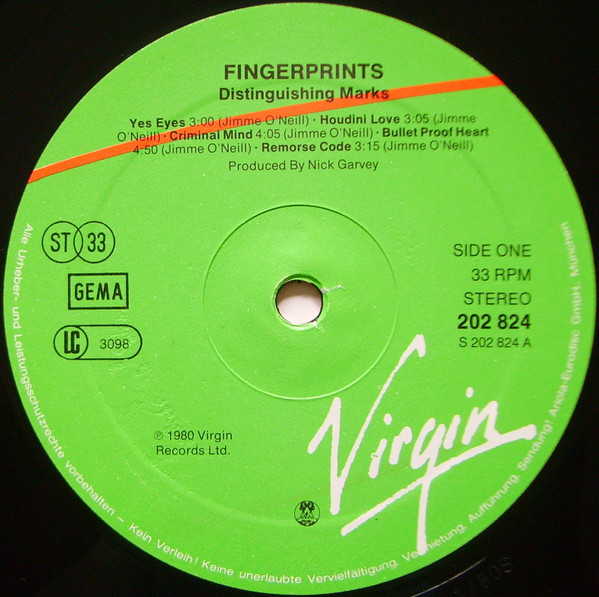 FINGERPRINTS
Distinguishing Marks
Yes Eyes 3:00 (Jimme O'Neill) · Houdini Love 3:05 (Jimme
O'Neill) · Criminal Mind 4:05 (Jimme O'Neill) · Bullet Proof Heart
4:50 (Jimme O'Neill) · Remorse Code 3:15 (Jimme O'Neill)
Produced By Nick Garvey
ST 33
GEMA
LC 3098
SIDE ONE
33 RPM
STEREO
202 824
S 202 824 A
℗ 1980 Virgin
Records Ltd.
Virgin
Alle Urheber- und Leistungsschutzrechte vorbehalten – Kein Verleih! Keine unerlaubte Vervielfältigung, Vermietung, Aufführung, Sendung! Ariola-Eurodisc GmbH, München